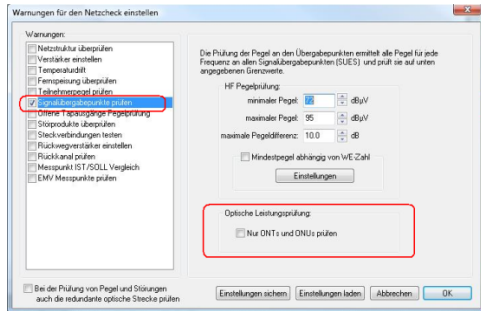 Warnungen für den Netzcheck einstellen
Warnungen:
Netzstruktur überprüfen
Verstärker einstellen
Temperaturdrift
Fernspeisung überprüfen
Teilnehmerpegel prüfen
Signalübergabepunkte prüfen
Offene Tapausgänge Pegelprüfung
Störprodukte überprüfen
Steckverbindungen testen
Rückwegverstärker einstellen
Rückkanal prüfen
Messpunkt IST/SOLL Vergleich
EMV Messpunkte prüfen
Die Prüfung der Pegel an den Übergabepunkten ermittelt alle Pegel für jede
Frequenz an allen Signalübergabepunkten (SUES) und prüft sie auf unten
angegebenen Grenzwerte.
HF Pegelprüfung:
minimaler Pegel: 72 dBµV
maximaler Pegel: 95 dBµV
maximale Pegeldifferenz: 10.0 dB
Mindestpegel abhängig von WE-Zahl
Einstellungen
Optische Leistungsprüfung:
Nur ONTs und ONUs prüfen
Bei der Prüfung von Pegel und Störungen
auch die redundante optische Strecke prüfen
Einstellungen sichern Einstellungen laden Abbrechen OK